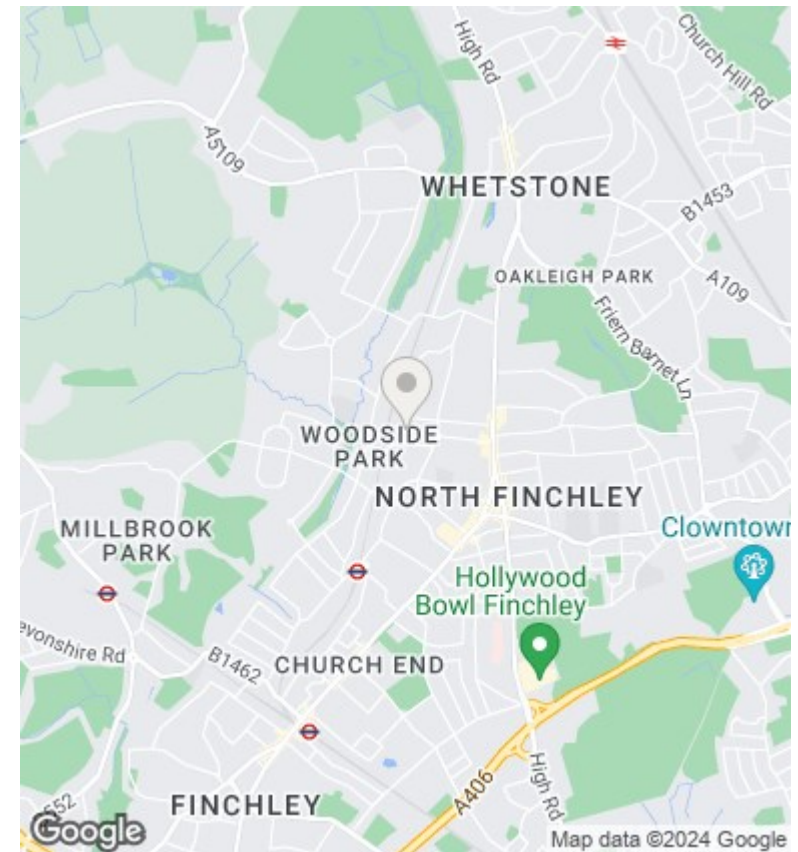 High Rd
Church Hill Rd
A5109
WHETSTONE
B1453
OAKLEIGH PARK
A109
Friern Barnet Ln
WOODSIDE
PARK
NORTH FINCHLEY
MILLBROOK
PARK
Clowntown
Hollywood
Bowl Finchley
evonshire Rd
B1462
CHURCH END
A406
High Rd
FINCHLEY
552
Google
Map data ©2024 Google